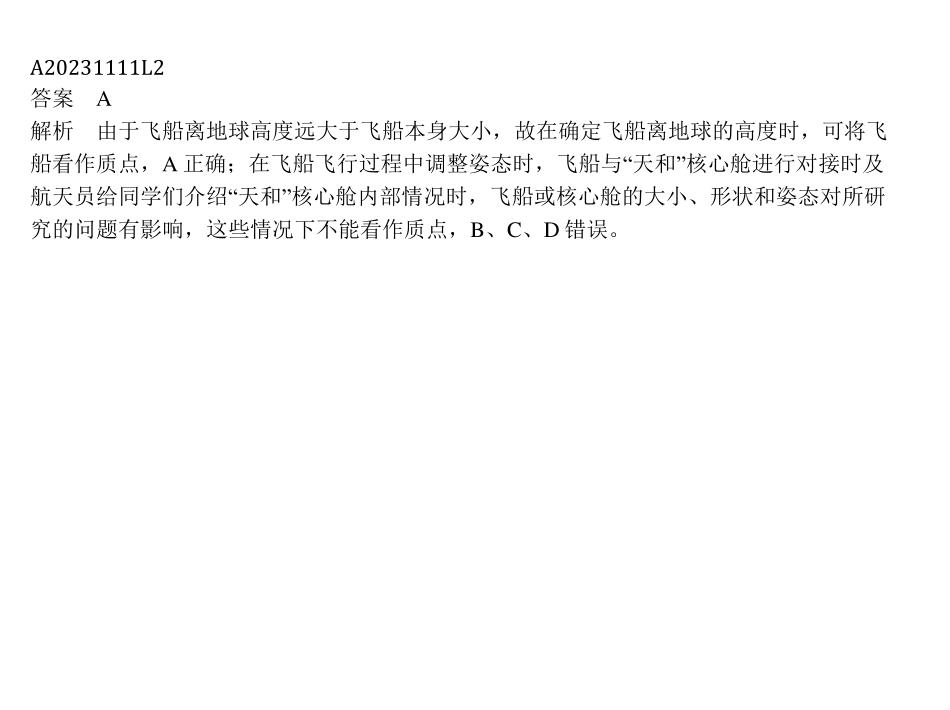 A20231111L2
答案　A
解析　由于飞船离地球高度远大于飞船本身大小，故在确定飞船离地球的高度时，可将飞
船看作质点，A 正确；在飞船飞行过程中调整姿态时，飞船与“天和”核心舱进行对接时及
航天员给同学们介绍“天和”核心舱内部情况时，飞船或核心舱的大小、形状和姿态对所研
究的问题有影响，这些情况下不能看作质点，B、C、D 错误。